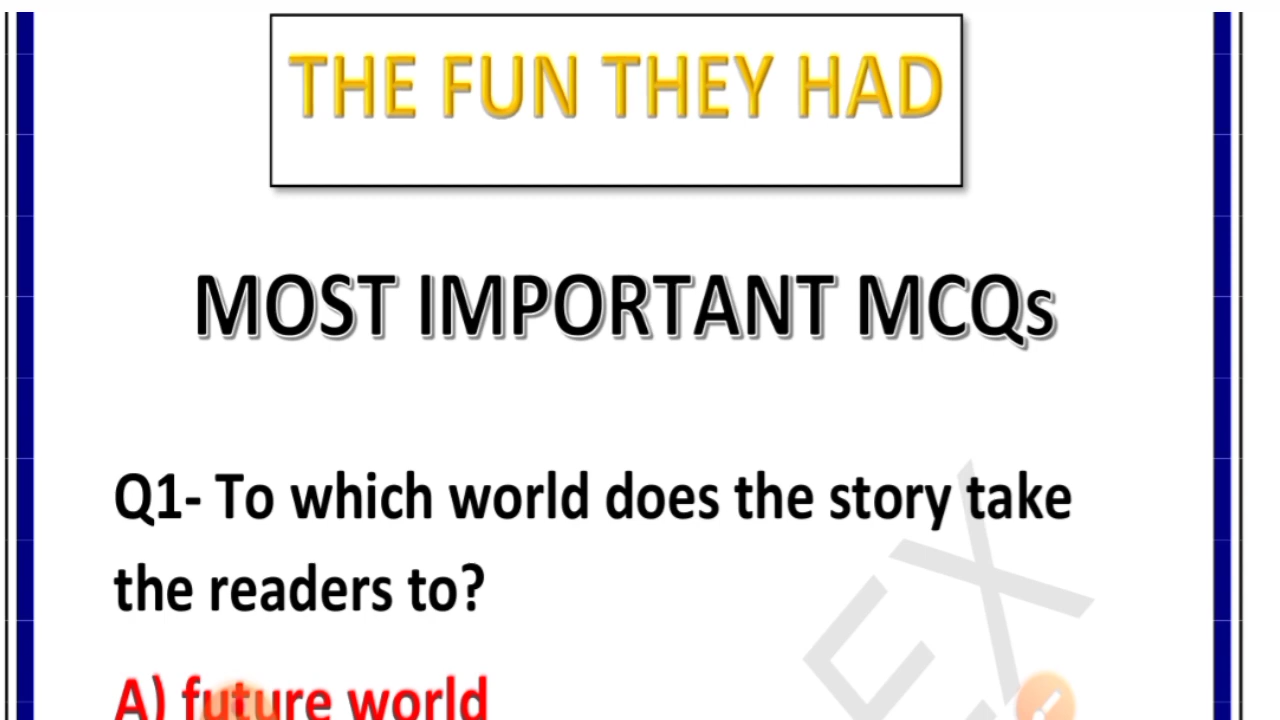 THE FUN THEY HAD
MOST IMPORTANT MCQs
Q1- To which world does the story take
the readers to?
A) future world
EX